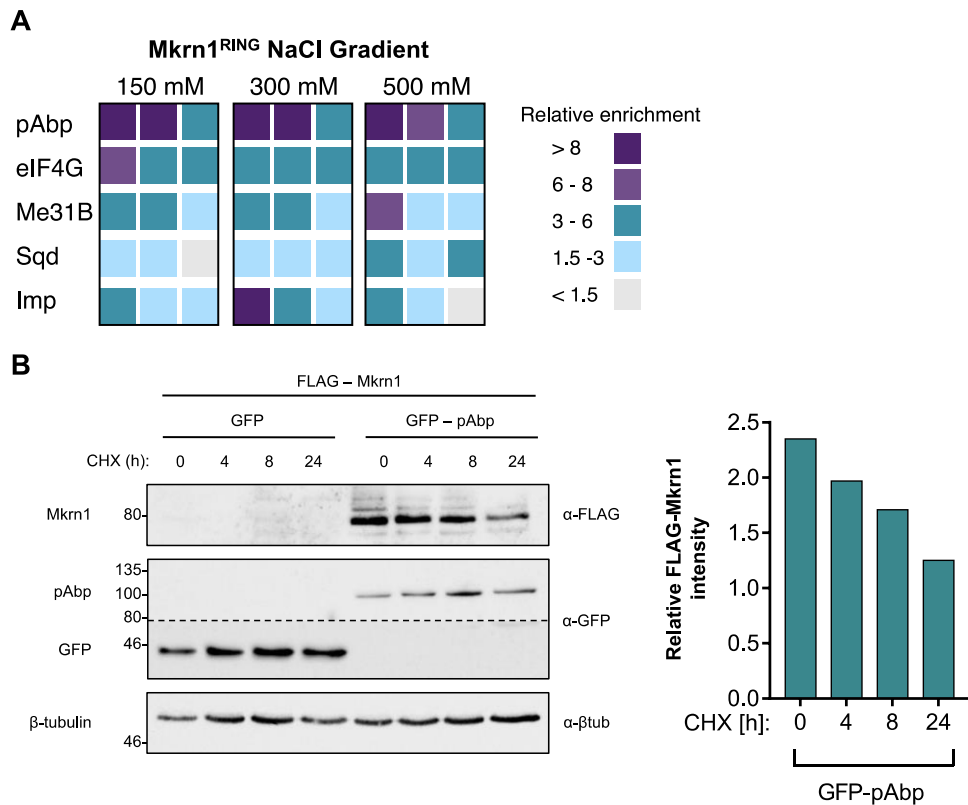 A
Mkrn1RING NaCl Gradient
150 mM 300 mM 500 mM
pAbp
eIF4G
Me31B
Sqd
Imp
Relative enrichment
> 8
6 - 8
3 - 6
1.5 -3
< 1.5
B
FLAG – Mkrn1
GFP GFP – pAbp
CHX (h): 0 4 8 24 0 4 8 24
Mkrn1 80- α-FLAG
135-
pAbp 100-
80- α-GFP
GFP 46-
β-tubulin α-βtub
46-
Relative FLAG-Mkrn1
intensity
2.5
2.0
1.5
1.0
0.5
0.0
CHX [h]: 0 4 8 24
GFP-pAbp